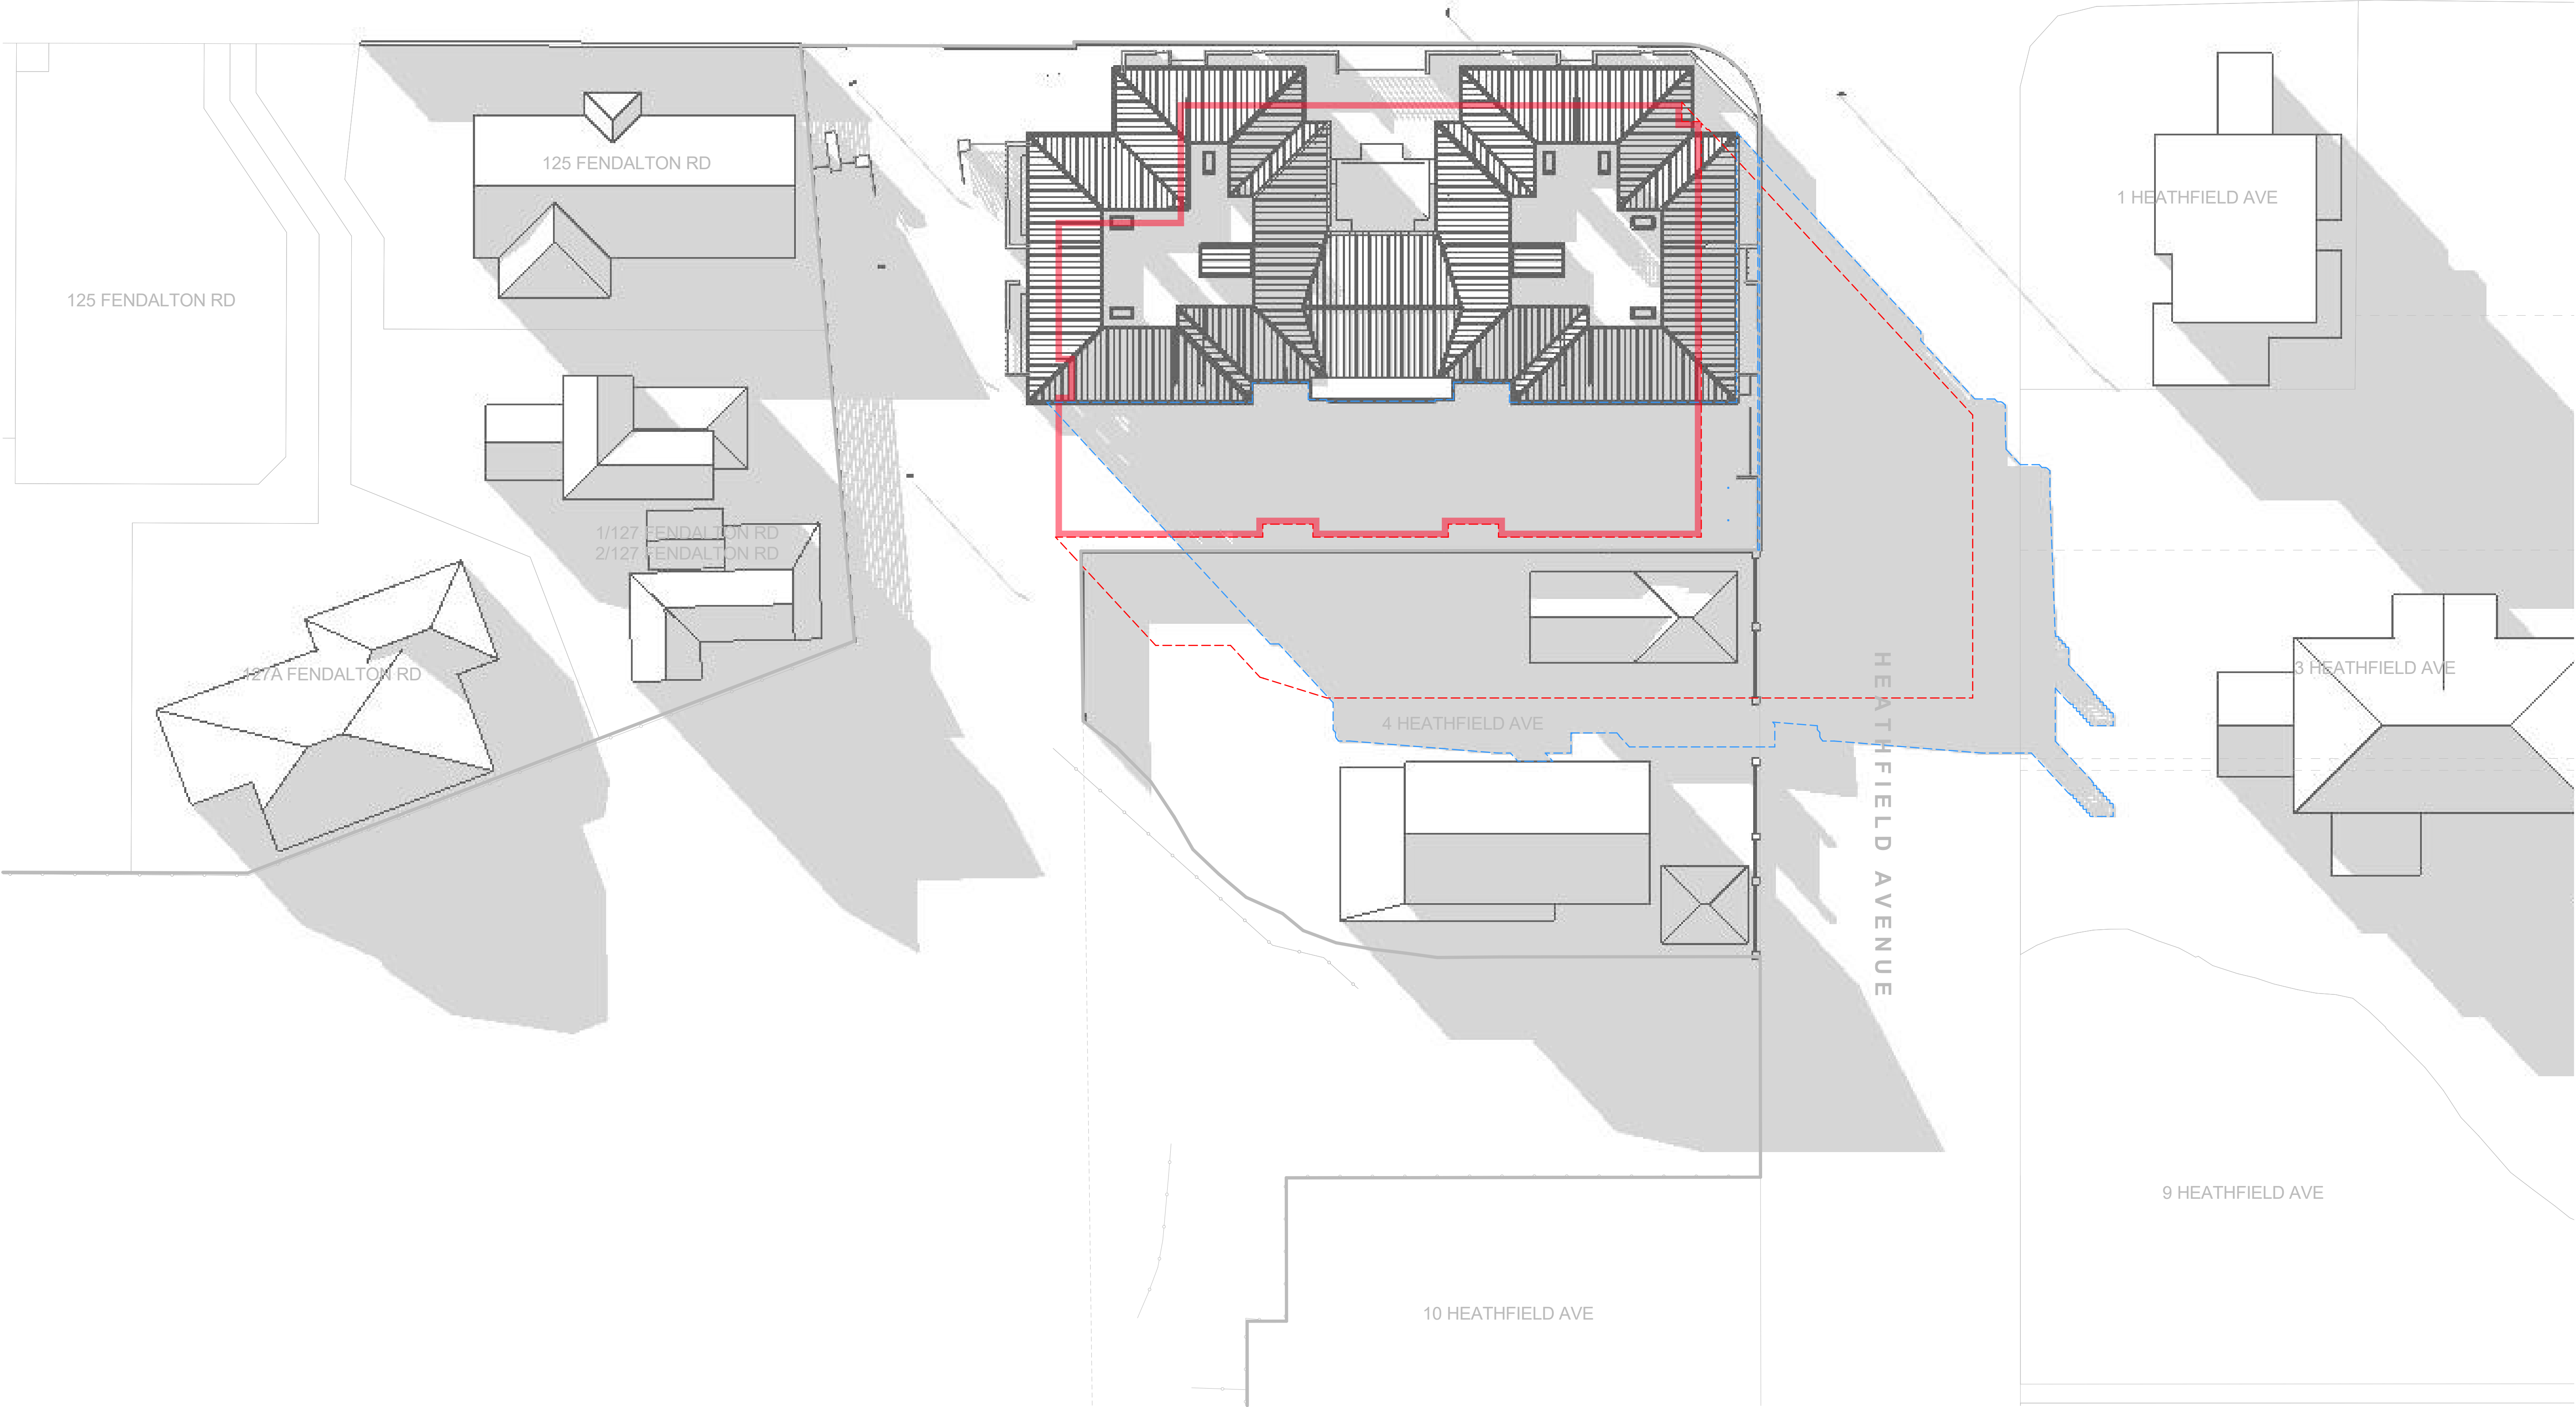 125 FENDALTON RD
1 HEATHFIELD AVE
125 FENDALTON RD
1/127 FENDALTON RD
2/127 FENDALTON RD
127A FENDALTON RD
3 HEATHFIELD AVE
4 HEATHFIELD AVE
HEATHFIELD AVENUE
9 HEATHFIELD AVE
10 HEATHFIELD AVE